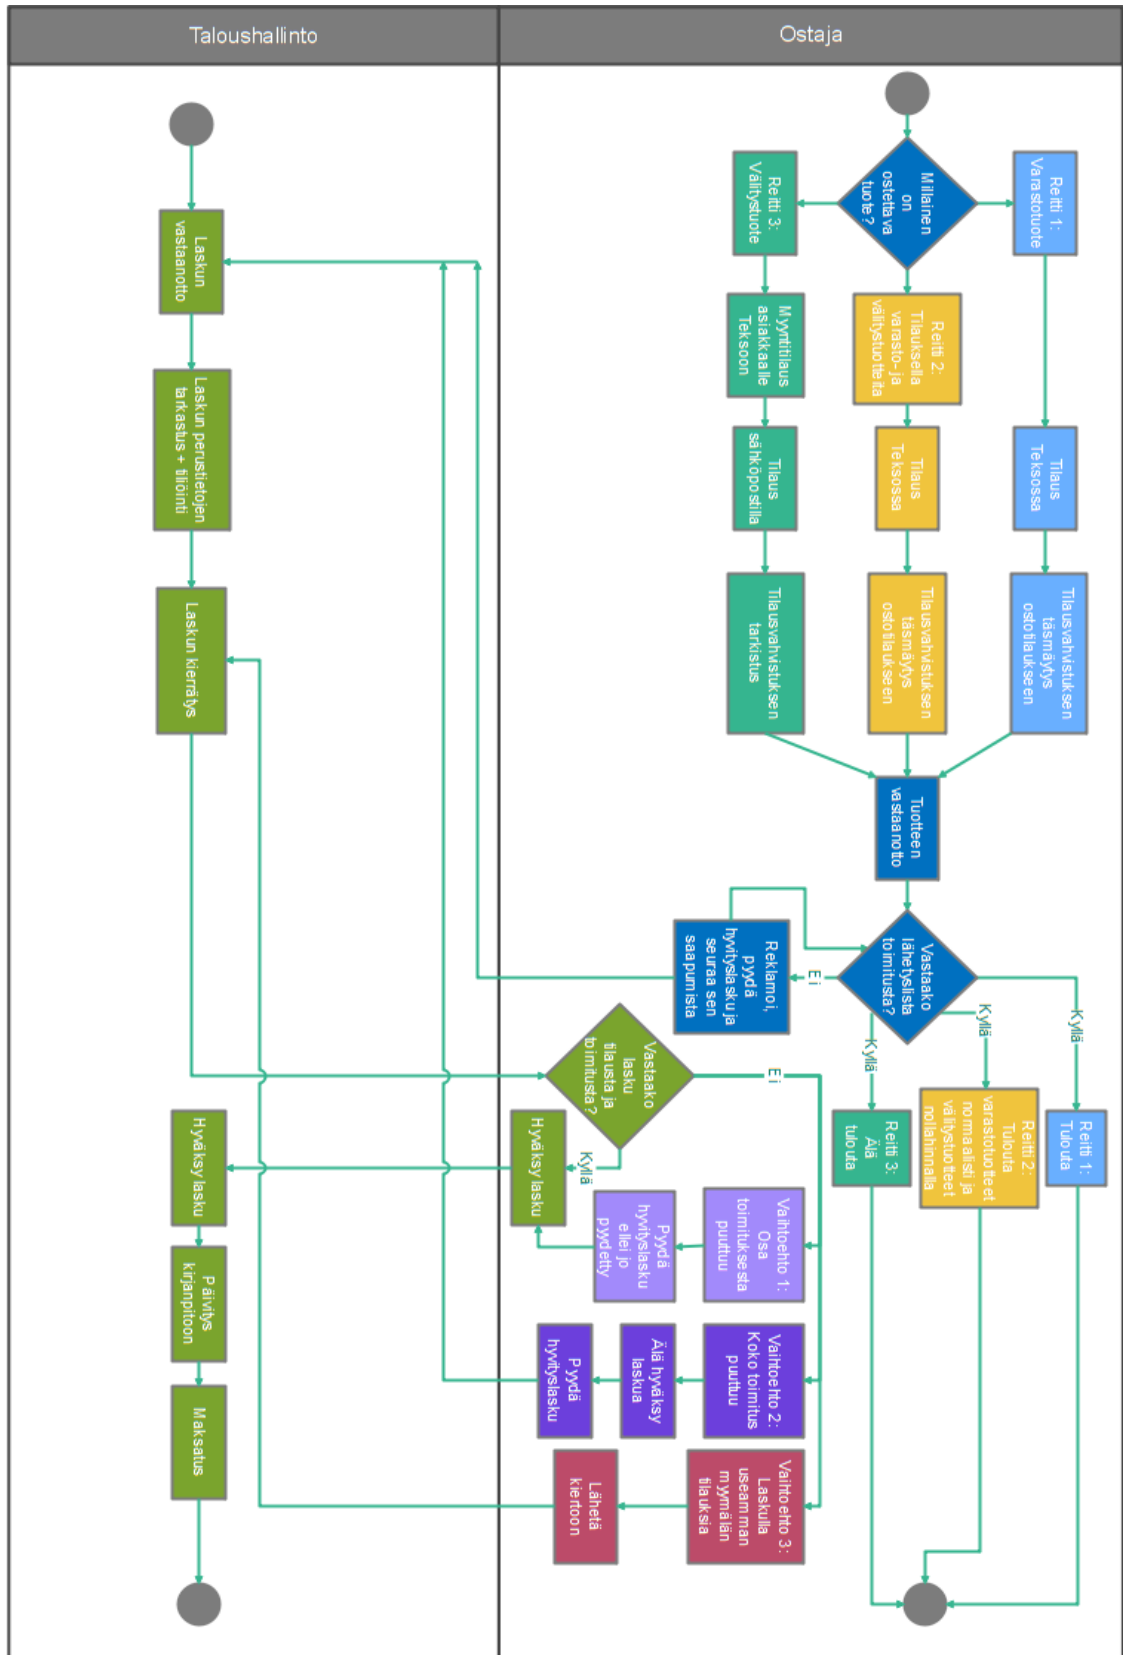 Taloushallinto
Ostaja
Millainen
on
ostettava
tuote?
Reitti 1:
Varastotuote
Tilaus
Teksossa
Tilausvahvistuksen
täsmäytys
ostotilaukseen
Reitti 2:
Tilauksella
varasto- ja
välitystuotteita
Tilaus
Teksossa
Tilausvahvistuksen
täsmäytys
ostotilaukseen
Reitti 3:
Välitystuote
Myyntitilaus
asiakkaalle
Teksoon
Tilaus
sähköpostilla
Tilausvahvistuksen
tarkistus
Tuotteen
vastaanotto
Vastaako
lähetyslista
toimitusta?
Kyllä
Kyllä
Kyllä
Ei
Reitti 1:
Tulouta
Reitti 2:
Tulouta
varastotuotteet
normaalisti ja
välitystuotteet
nollahinnalla
Reitti 3:
Älä
tulouta
Reklamoi,
pyydä
hyvityslasku ja
seuraa sen
saapumista
Laskun
vastaanotto
Laskun perustietojen
tarkastus + tiliöinti
Laskun kierrätys
Vastaako
lasku
tilausta ja
toimitusta?
Ei
Kyllä
Hyväksy lasku
Vaihtoehto 1:
Osa
toimituksesta
puuttuu
Pyydä
hyvityslasku
ellei jo
pyydetty
Vaihtoehto 2:
Koko toimitus
puuttuu
Älä hyväksy
laskua
Pyydä
hyvityslasku
Vaihtoehto 3:
Laskulla
useamman
myymälän
tilauksia
Lähetä
kiertoon
Hyväksy lasku
Päivitys
kirjanpitoon
Maksatus